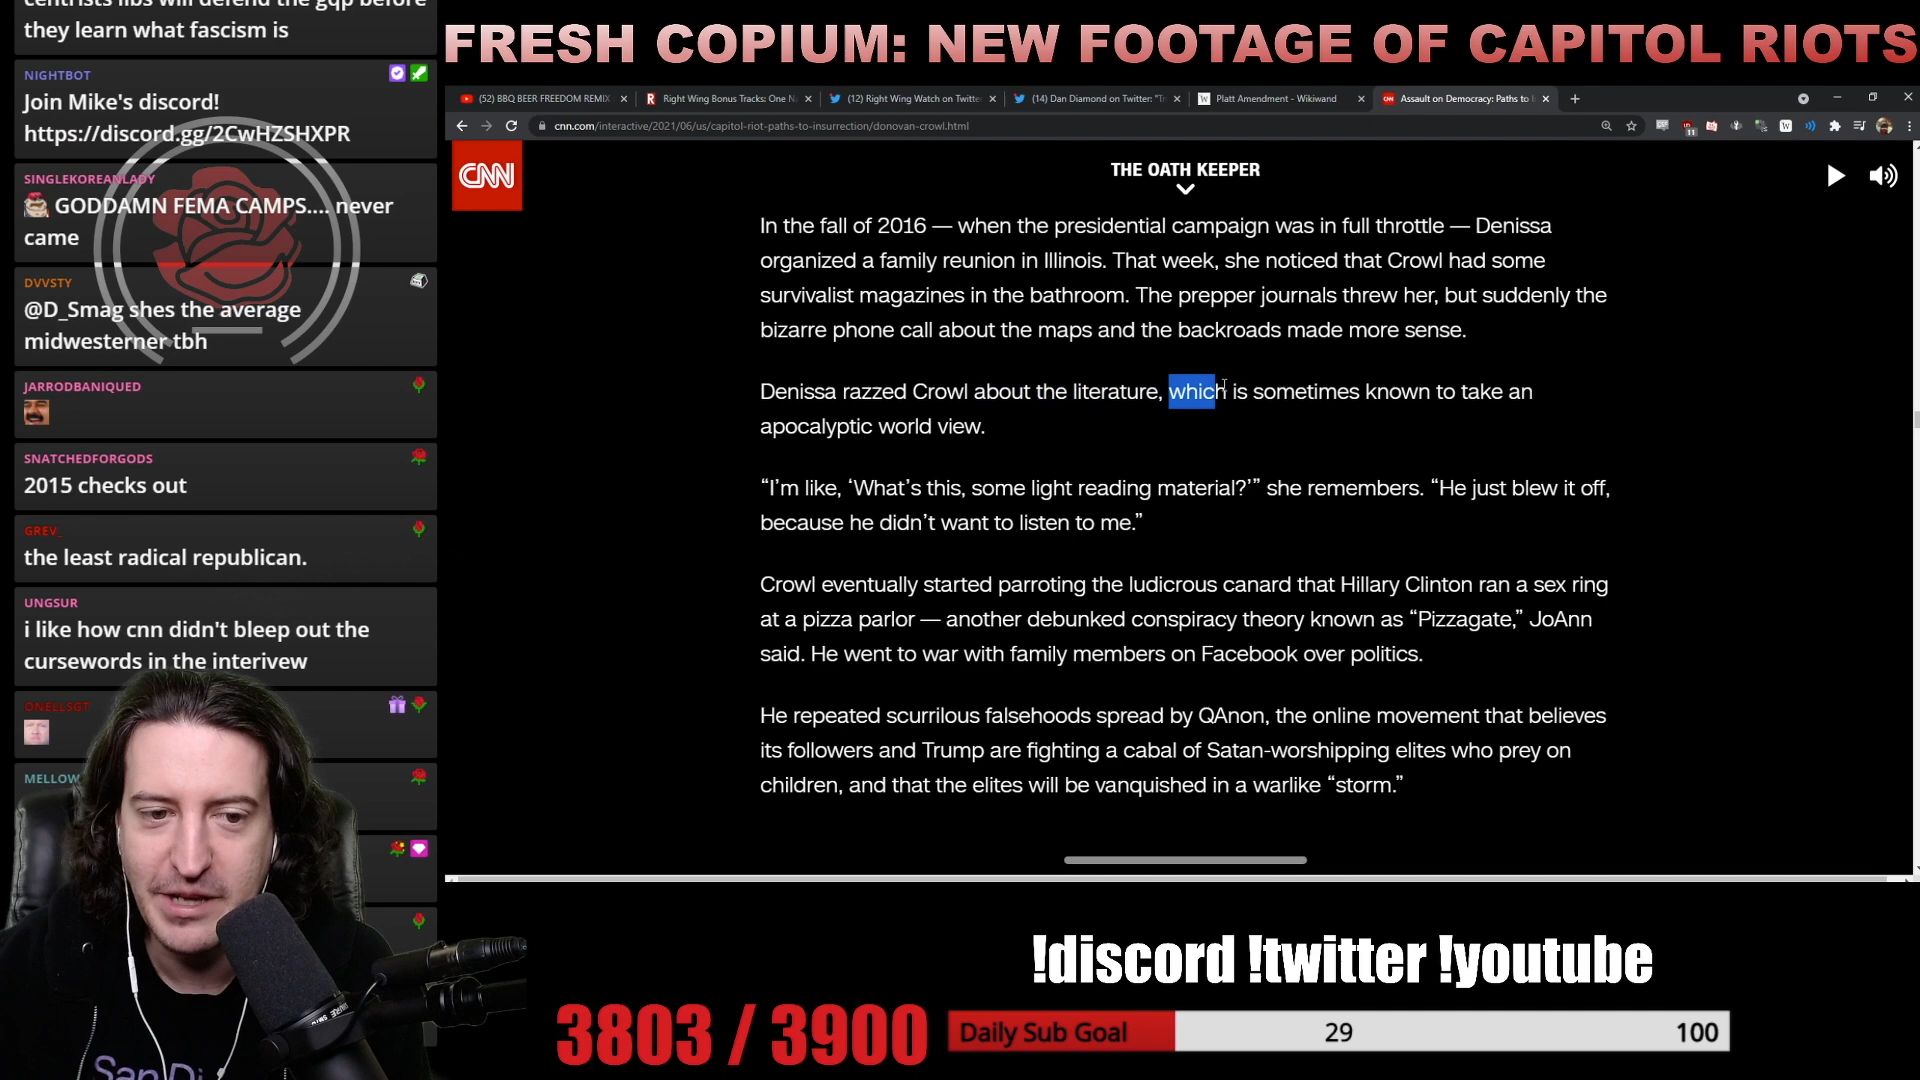 centrists libs will defend the gqp before
they learn what fascism is
NIGHTBOT
Join Mike's discord!
https://discord.gg/2CwHZSHXPR
SINGLEKOREANLADY
GODDAMN FEMA CAMPS.... never
came
DVVSTY
@D_Smag shes the average
midwesterner tbh
JARRODBANIQUED
SNATCHEDFORGODS
2015 checks out
GREV_
the least radical republican.
UNGSUR
i like how cnn didn't bleep out the
cursewords in the interivew
ONELLSGT
MELLOW
FRESH COPIUM: NEW FOOTAGE OF CAPITOL RIOTS
(52) BBQ BEER FREEDOM REMIX
Right Wing Bonus Tracks: One N
(12) Right Wing Watch on Twitte
(14) Dan Diamond on Twitter: "Tr
Platt Amendment - Wikiwand
Assault on Democracy: Paths to I
cnn.com/interactive/2021/06/us/capitol-riot-paths-to-insurrection/donovan-crowl.html
CNN
THE OATH KEEPER
In the fall of 2016 — when the presidential campaign was in full throttle — Denissa
organized a family reunion in Illinois. That week, she noticed that Crowl had some
survivalist magazines in the bathroom. The prepper journals threw her, but suddenly the
bizarre phone call about the maps and the backroads made more sense.
Denissa razzed Crowl about the literature, which is sometimes known to take an
apocalyptic world view.
“I’m like, ‘What’s this, some light reading material?’” she remembers. “He just blew it off,
because he didn’t want to listen to me.”
Crowl eventually started parroting the ludicrous canard that Hillary Clinton ran a sex ring
at a pizza parlor — another debunked conspiracy theory known as “Pizzagate,” JoAnn
said. He went to war with family members on Facebook over politics.
He repeated scurrilous falsehoods spread by QAnon, the online movement that believes
its followers and Trump are fighting a cabal of Satan-worshipping elites who prey on
children, and that the elites will be vanquished in a warlike “storm.”
!discord !twitter !youtube
3803 / 3900
Daily Sub Goal
29
100
San Di